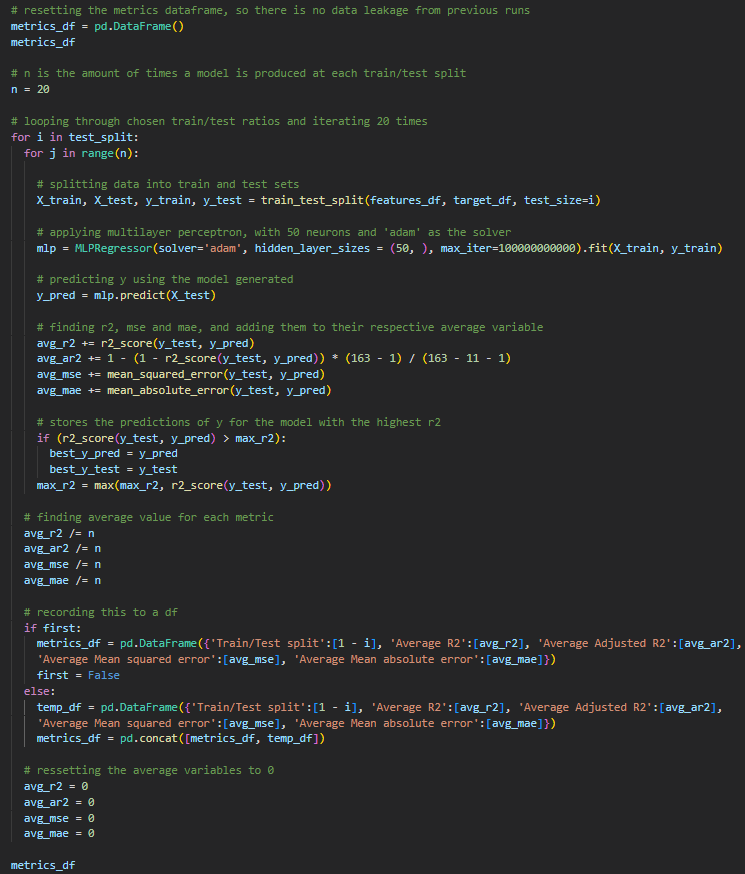 # resetting the metrics dataframe, so there is no data leakage from previous runs
metrics_df = pd.DataFrame()
metrics_df

# n is the amount of times a model is produced at each train/test split
n = 20

# looping through chosen train/test ratios and iterating 20 times
for i in test_split:
  for j in range(n):

    # splitting data into train and test sets
    X_train, X_test, y_train, y_test = train_test_split(features_df, target_df, test_size=i)

    # applying multilayer perceptron, with 50 neurons and 'adam' as the solver
    mlp = MLPRegressor(solver='adam', hidden_layer_sizes = (50, ), max_iter=100000000000).fit(X_train, y_train)

    # predicting y using the model generated
    y_pred = mlp.predict(X_test)

    # finding r2, mse and mae, and adding them to their respective average variable
    avg_r2 += r2_score(y_test, y_pred)
    avg_ar2 += 1 - (1 - r2_score(y_test, y_pred)) * (163 - 1) / (163 - 11 - 1)
    avg_mse += mean_squared_error(y_test, y_pred)
    avg_mae += mean_absolute_error(y_test, y_pred)

    # stores the predictions of y for the model with the highest r2
    if (r2_score(y_test, y_pred) > max_r2):
      best_y_pred = y_pred
      best_y_test = y_test
    max_r2 = max(max_r2, r2_score(y_test, y_pred))

  # finding average value for each metric
  avg_r2 /= n
  avg_ar2 /= n
  avg_mse /= n
  avg_mae /= n

  # recording this to a df
  if first:
    metrics_df = pd.DataFrame({'Train/Test split':[1 - i], 'Average R2':[avg_r2], 'Average Adjusted R2':[avg_ar2],
    'Average Mean squared error':[avg_mse], 'Average Mean absolute error':[avg_mae]})
    first = False
  else:
    temp_df = pd.DataFrame({'Train/Test split':[1 - i], 'Average R2':[avg_r2], 'Average Adjusted R2':[avg_ar2],
    'Average Mean squared error':[avg_mse], 'Average Mean absolute error':[avg_mae]})
    metrics_df = pd.concat([metrics_df, temp_df])

  # ressetting the average variables to 0
  avg_r2 = 0
  avg_ar2 = 0
  avg_mse = 0
  avg_mae = 0

metrics_df